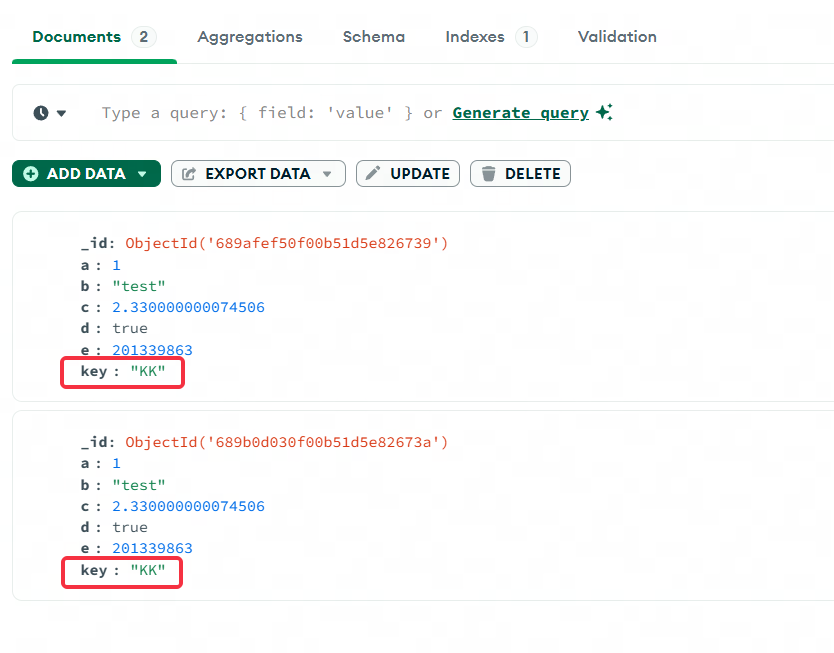 Documents 2 Aggregations Schema Indexes 1 Validation
Type a query: { field: 'value' } or Generate query
ADD DATA EXPORT DATA UPDATE DELETE
_id: ObjectId('689afef50f00b51d5e826739')
a : 1
b : "test"
c : 2.330000000074506
d : true
e : 201339863
key : "KK"
_id: ObjectId('689b0d030f00b51d5e82673a')
a : 1
b : "test"
c : 2.330000000074506
d : true
e : 201339863
key : "KK"